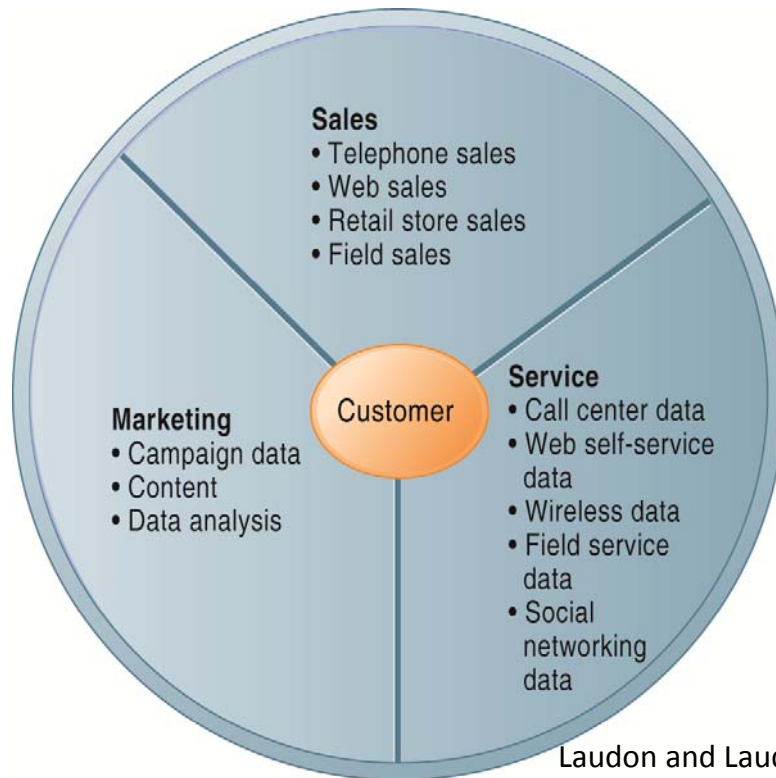 Sales
• Telephone sales
• Web sales
• Retail store sales
• Field sales
Customer
Marketing
• Campaign data
• Content
• Data analysis
Service
• Call center data
• Web self-service
data
• Wireless data
• Field service
data
• Social
networking
data
Laudon and